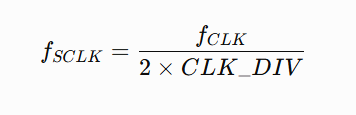 f_{SCLK} = \frac{f_{CLK}}{2 \times CLK\_DIV}